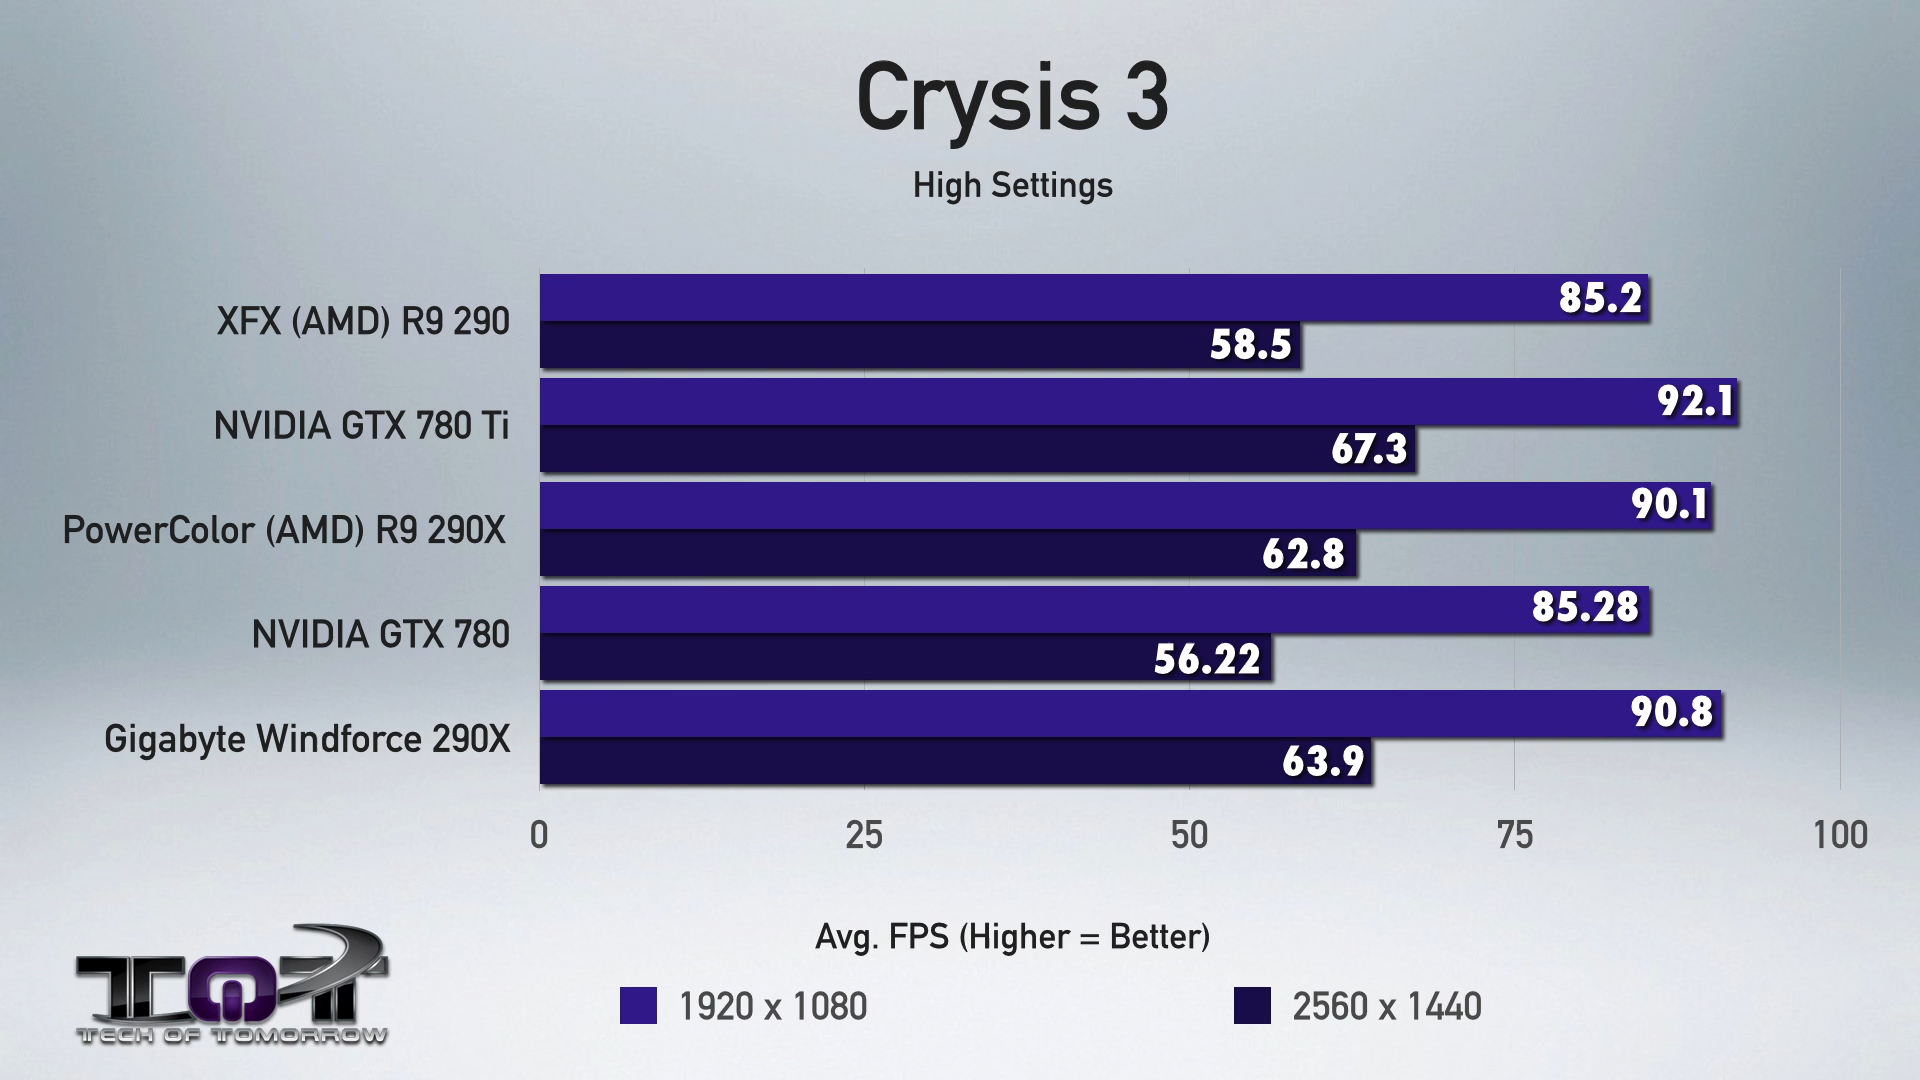 Crysis 3
High Settings
XFX (AMD) R9 290
85.2
58.5
NVIDIA GTX 780 Ti
92.1
67.3
PowerColor (AMD) R9 290X
90.1
62.8
NVIDIA GTX 780
85.28
56.22
Gigabyte Windforce 290X
90.8
63.9
0 25 50 75 100
Avg. FPS (Higher = Better)
1920 x 1080 2560 x 1440
TOT
TECH OF TOMORROW